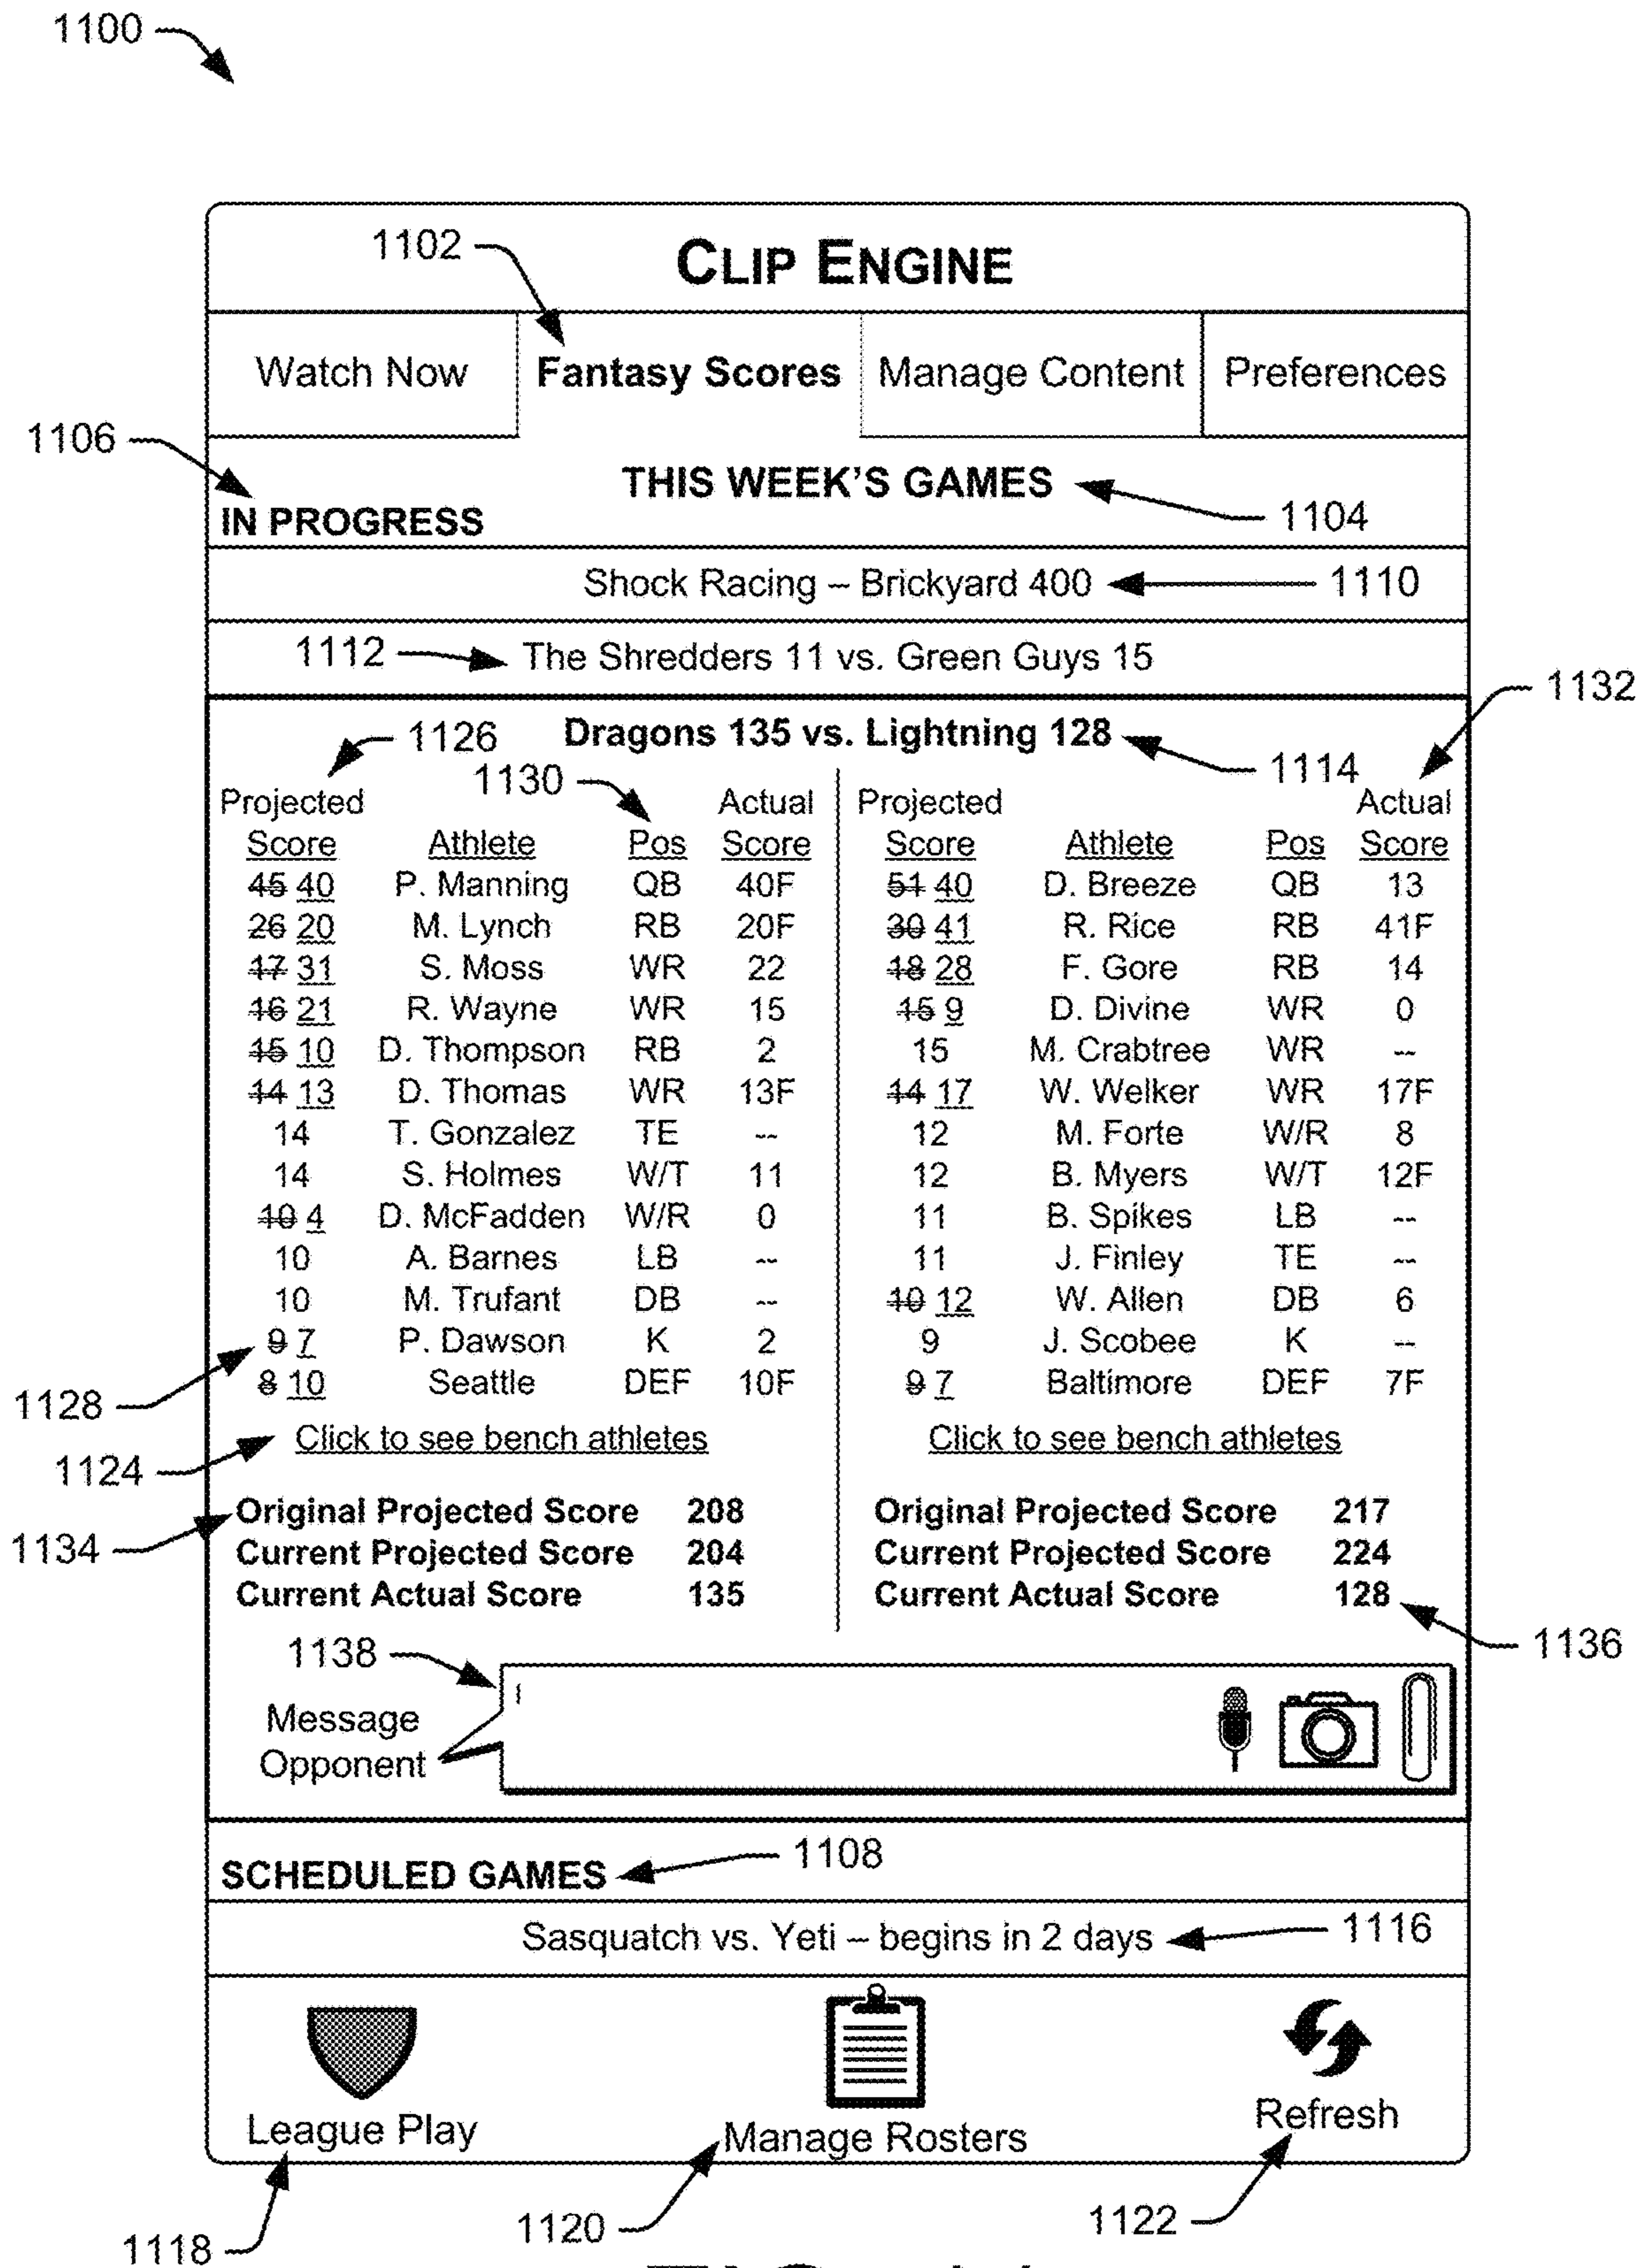 1100
1102
CLIP ENGINE
Watch Now Fantasy Scores Manage Content Preferences
1106
THIS WEEK'S GAMES
1104
IN PROGRESS
Shock Racing – Brickyard 400 1110
1112 The Shredders 11 vs. Green Guys 15
1132
1126 Dragons 135 vs. Lightning 128
1130 1114
Projected Actual Projected Actual
Score Athlete Pos Score Score Athlete Pos Score
45 40 P. Manning QB 40F 51 40 D. Breeze QB 13
26 20 M. Lynch RB 20F 30 41 R. Rice RB 41F
17 31 S. Moss WR 22 18 28 F. Gore RB 14
16 21 R. Wayne WR 15 15 9 D. Divine WR 0
15 10 D. Thompson RB 2 15 M. Crabtree WR --
14 13 D. Thomas WR 13F 14 17 W. Welker WR 17F
14 T. Gonzalez TE -- 12 M. Forte W/R 8
14 S. Holmes W/T 11 12 B. Myers W/T 12F
10 4 D. McFadden W/R 0 11 B. Spikes LB --
10 A. Barnes LB -- 11 J. Finley TE --
10 M. Trufant DB -- 10 12 W. Allen DB 6
9 7 P. Dawson K 2 9 J. Scobee K --
8 10 Seattle DEF 10F 9 7 Baltimore DEF 7F
1128
Click to see bench athletes Click to see bench athletes
1124
Original Projected Score 208 Original Projected Score 217
1134
Current Projected Score 204 Current Projected Score 224
Current Actual Score 135 Current Actual Score 128
1136
1138
Message
Opponent
SCHEDULED GAMES 1108
Sasquatch vs. Yeti – begins in 2 days 1116
League Play Manage Rosters Refresh
1118 1120 1122